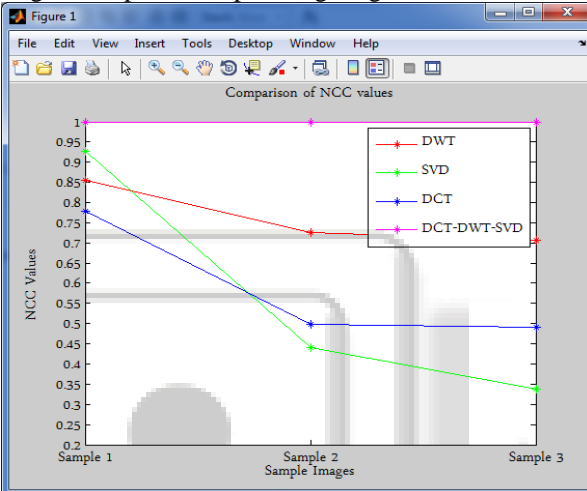 Figure 1
File Edit View Insert Tools Desktop Window Help
Comparison of NCC values
1
0.95
0.9
0.85
0.8
0.75
0.7
0.65
0.6
0.55
0.5
0.45
0.4
0.35
0.3
0.25
0.2
NCC Values
DWT
SVD
DCT
DCT-DWT-SVD
Sample 1 Sample 2 Sample 3
Sample Images